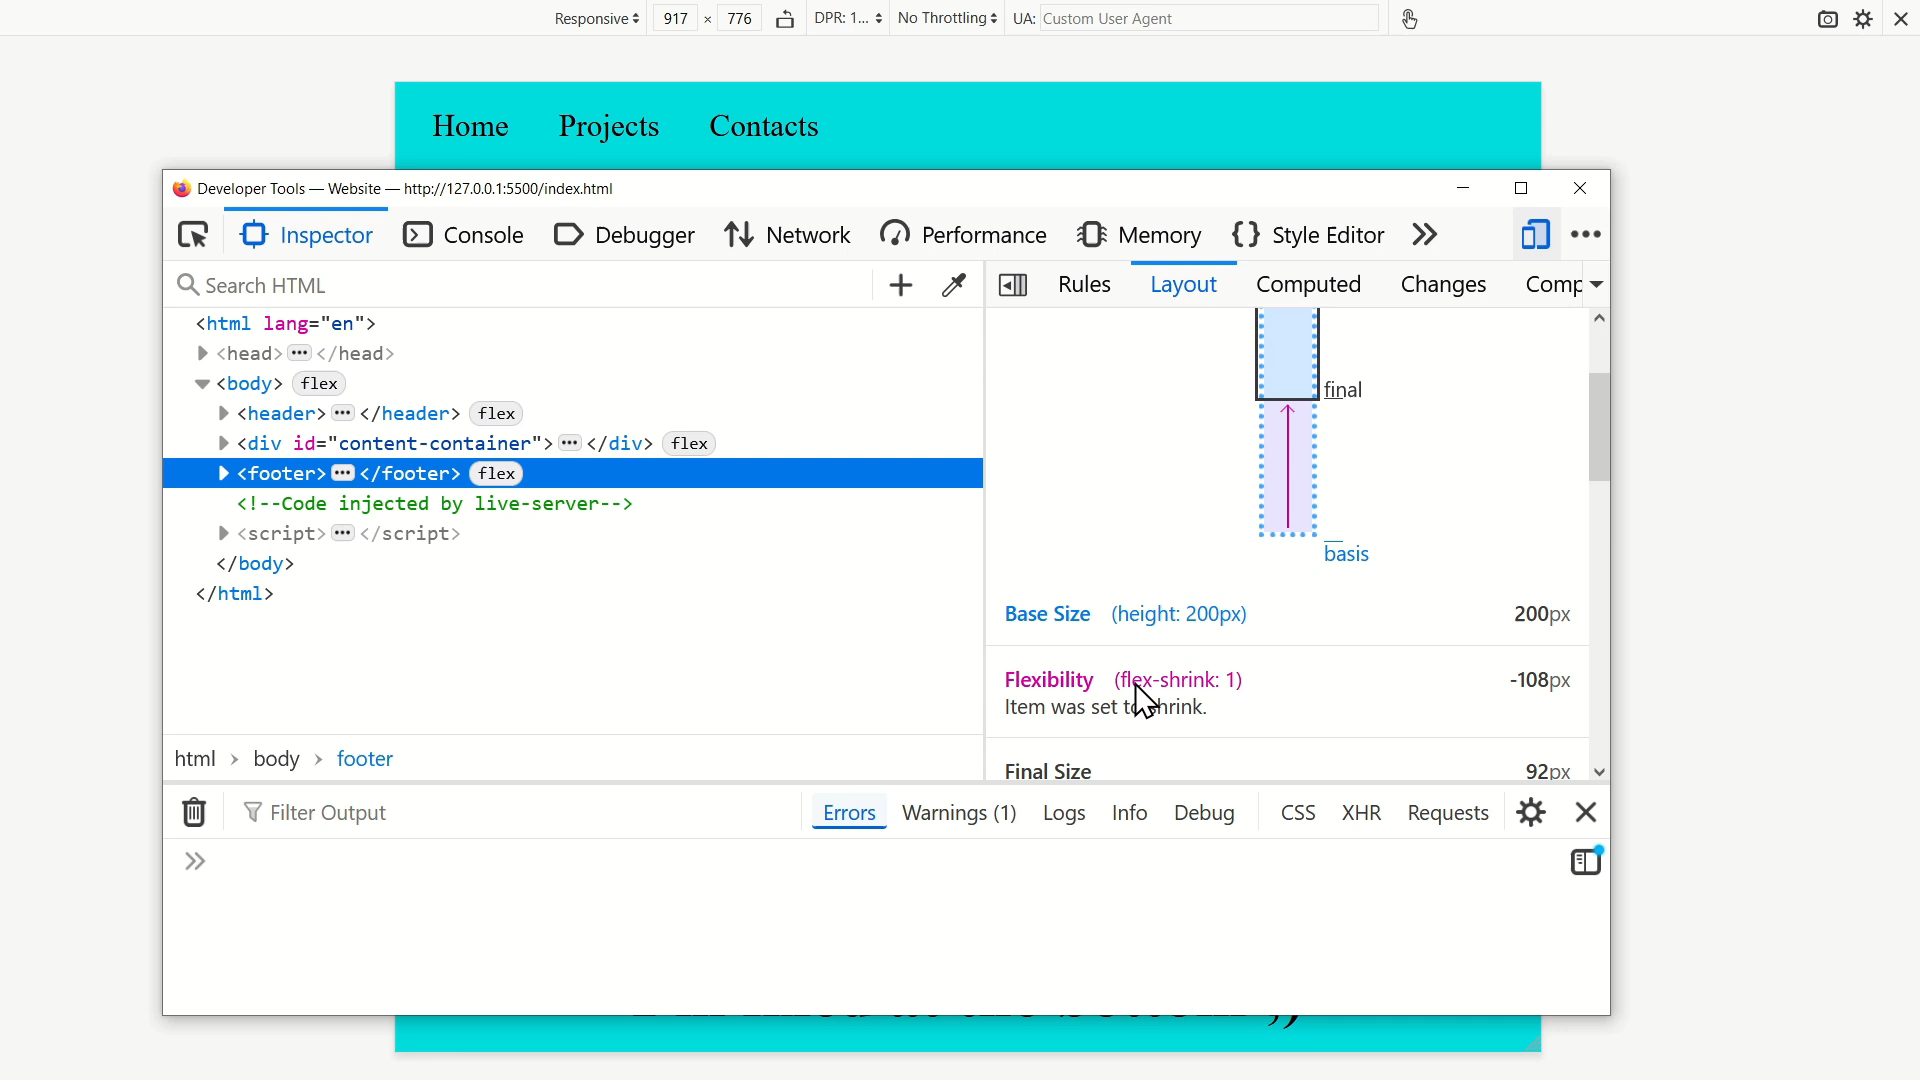 Responsive 917 × 776 DPR: 1... No Throttling UA: Custom User Agent
Home Projects Contacts
Developer Tools — Website — http://127.0.0.1:5500/index.html
Inspector Console Debugger Network Performance Memory Style Editor
Search HTML
Rules Layout Computed Changes Comp
<html lang="en">
<head> ••• </head>
<body> flex
<header> ••• </header> flex
<div id="content-container"> ••• </div> flex
<footer> ••• </footer> flex
<!--Code injected by live-server-->
<script> ••• </script>
</body>
</html>
html > body > footer
final
basis
Base Size (height: 200px) 200px
Flexibility (flex-shrink: 1) -108px
Item was set to shrink.
Final Size 92px
Filter Output Errors Warnings (1) Logs Info Debug CSS XHR Requests